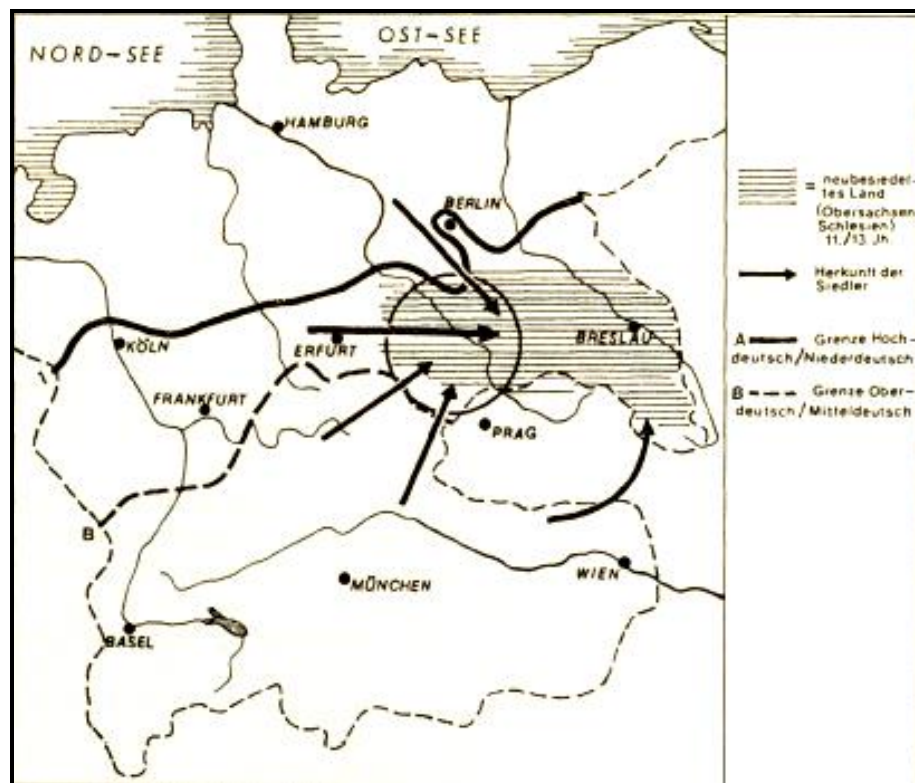 NORD-SEE
OST-SEE
HAMBURG
BERLIN
KÖLN
ERFURT
BRESLAU
FRANKFURT
PRAG
B
MÜNCHEN
WIEN
BASEL
= neubesiedel-
tes Land
(Obersachsen
Schlesien)
11./13. Jh.
Herkunft der
Siedler
A Grenze Hoch-
deutsch/Niederdeutsch
B Grenze Ober-
deutsch/Mitteldeutsch